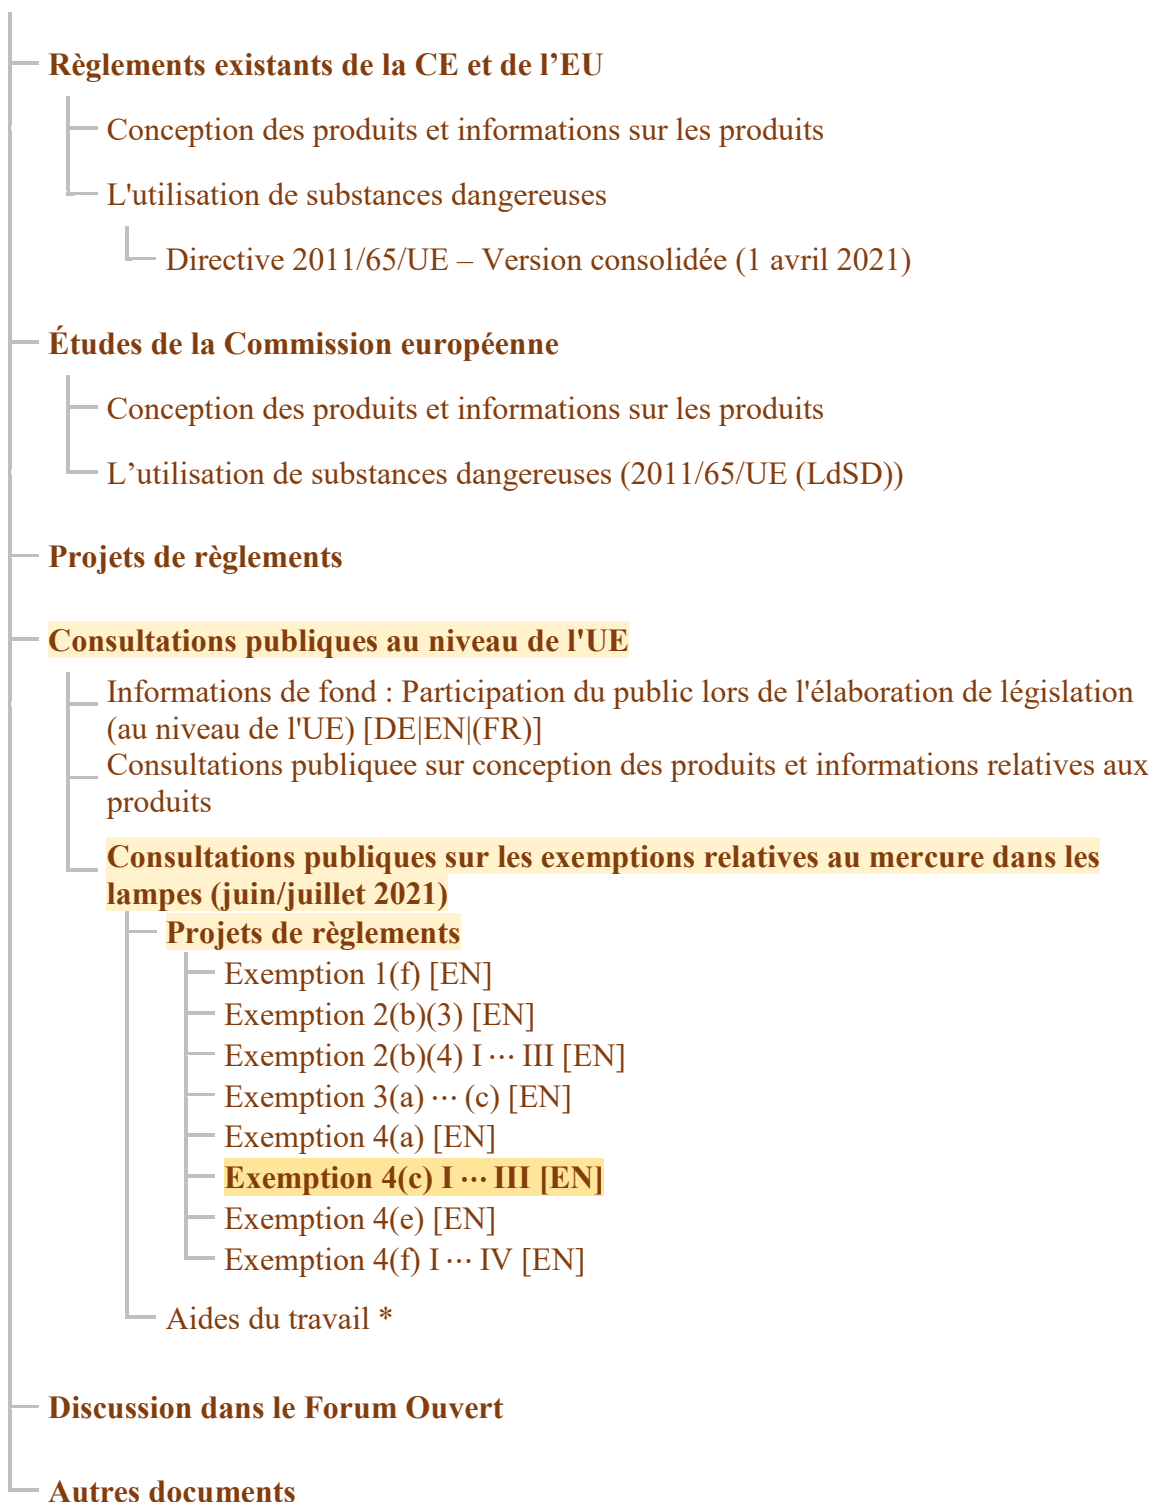 Règlements existants de la CE et de l’EU
Conception des produits et informations sur les produits
L'utilisation de substances dangereuses
Directive 2011/65/UE – Version consolidée (1 avril 2021)
Études de la Commission européenne
Conception des produits et informations sur les produits
L’utilisation de substances dangereuses (2011/65/UE (LdSD))
Projets de règlements
Consultations publiques au niveau de l'UE
Informations de fond : Participation du public lors de l'élaboration de législation
(au niveau de l'UE) [DE|EN|(FR)]
Consultations publiquee sur conception des produits et informations relatives aux
produits
Consultations publiques sur les exemptions relatives au mercure dans les
lampes (juin/juillet 2021)
Projets de règlements
Exemption 1(f) [EN]
Exemption 2(b)(3) [EN]
Exemption 2(b)(4) I ··· III [EN]
Exemption 3(a) ··· (c) [EN]
Exemption 4(a) [EN]
Exemption 4(c) I ··· III [EN]
Exemption 4(e) [EN]
Exemption 4(f) I ··· IV [EN]
Aides du travail *
Discussion dans le Forum Ouvert
Autres documents